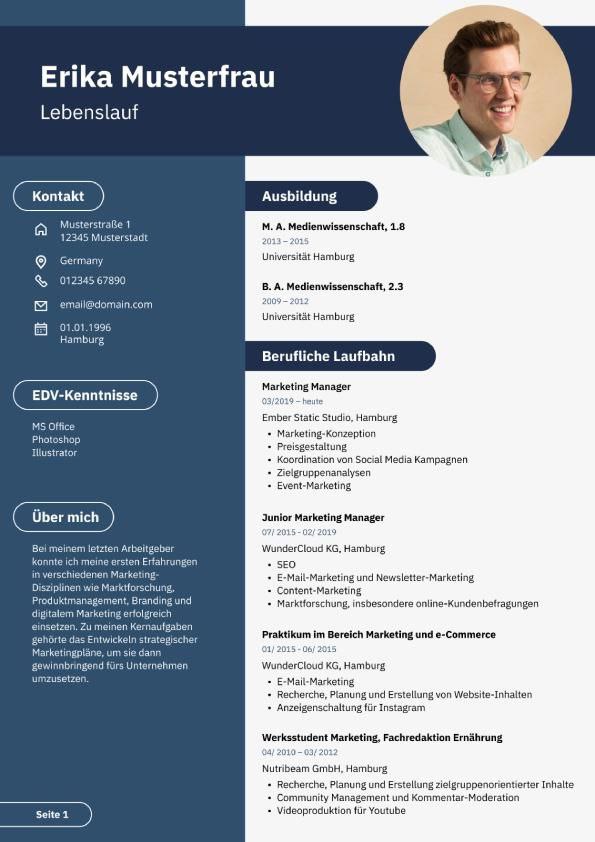 Erika Musterfrau
Lebenslauf
Kontakt
Musterstraße 1
12345 Musterstadt
Germany
012345 67890
email@domain.com
01.01.1996
Hamburg
EDV-Kenntnisse
MS Office
Photoshop
Illustrator
Über mich
Bei meinem letzten Arbeitgeber
konnte ich meine ersten Erfahrungen
in verschiedenen Marketing-
Disziplinen wie Marktforschung,
Produktmanagement, Branding und
digitalem Marketing erfolgreich
einsetzen. Zu meinen Kernaufgaben
gehörte das Entwickeln strategischer
Marketingpläne, um sie dann
gewinnbringend fürs Unternehmen
umzusetzen.
Seite 1
Ausbildung
M. A. Medienwissenschaft, 1.8
2013 – 2015
Universität Hamburg
B. A. Medienwissenschaft, 2.3
2009 – 2012
Universität Hamburg
Berufliche Laufbahn
Marketing Manager
03/2019 – heute
Ember Static Studio, Hamburg
• Marketing-Konzeption
• Preisgestaltung
• Koordination von Social Media Kampagnen
• Zielgruppenanalysen
• Event-Marketing
Junior Marketing Manager
07/ 2015 - 02/ 2019
WunderCloud KG, Hamburg
• SEO
• E-Mail-Marketing und Newsletter-Marketing
• Content-Marketing
• Marktforschung, insbesondere online-Kundenbefragungen
Praktikum im Bereich Marketing und e-Commerce
01/ 2015 - 06/ 2015
WunderCloud KG, Hamburg
• E-Mail-Marketing
• Recherche, Planung und Erstellung von Website-Inhalten
• Anzeigenschaltung für Instagram
Werksstudent Marketing, Fachredaktion Ernährung
04/ 2010 – 03/ 2012
Nutribeam GmbH, Hamburg
• Recherche, Planung und Erstellung zielgruppenorientierter Inhalte
• Community Management und Kommentar-Moderation
• Videoproduktion für Youtube